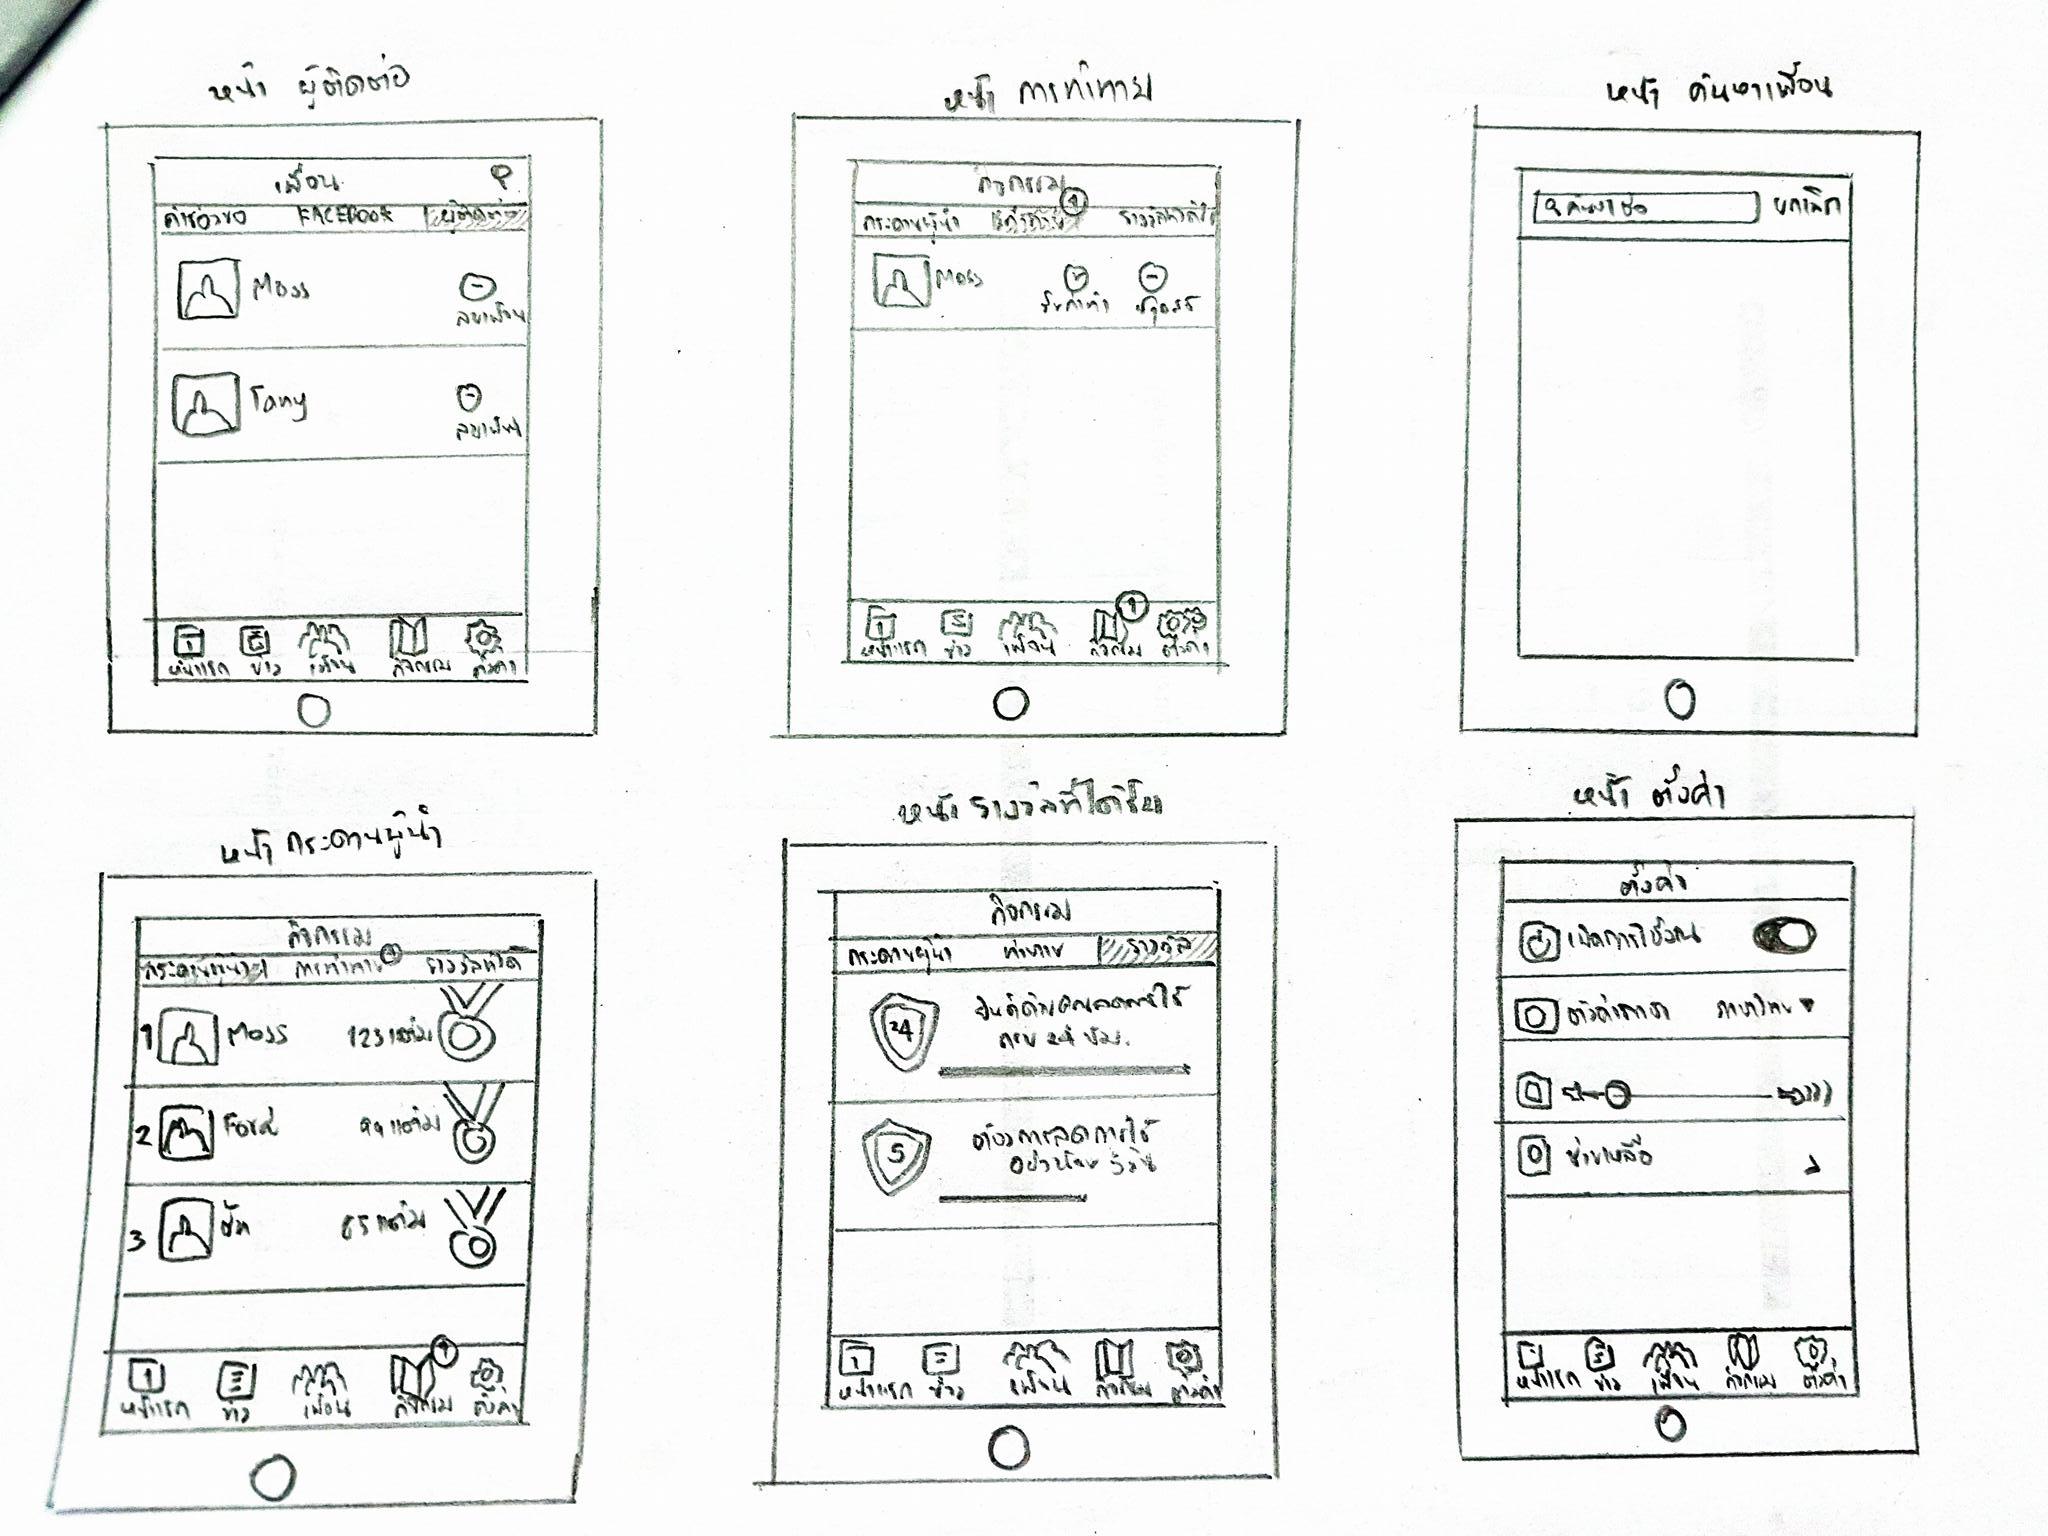 หน้า ผู้ติดต่อ
เพื่อน
คำร้องขอ FACEBOOK ผู้ติดต่อ
Moss
ลบเพื่อน
Tany
ลบเพื่อน
1
หน้าแรก ข่าว เพื่อน กิจกรรม ตั้งค่า
หน้า การท้าทาย
กิจกรรม
1
กระดานผู้นำ
Moss
รับคำท้า ปฏิเสธ
1
1
หน้าแรก ข่าว เพื่อน กิจกรรม ตั้งค่า
หน้า ค้นหาเพื่อน
ค้นหาชื่อ ยกเลิก
หน้า กระดานผู้นำ
กิจกรรม
1
กระดานผู้นำ การท้าทาย รางวัลที่ได้
1 Moss 123 แต้ม
2 Ford 99 แต้ม
3 85 แต้ม
1
1
หน้าแรก ข่าว เพื่อน กิจกรรม ตั้งค่า
หน้า รางวัลที่ได้รับ
กิจกรรม
กระดานผู้นำ ท้าทาย รางวัล
24
ยินดีด้วยคุณลดการใช้
ครบ 24 ชม.
5
ต้องการลดการใช้
อย่างน้อย 5 วัน
1
หน้าแรก ข่าว เพื่อน กิจกรรม ตั้งค่า
หน้า ตั้งค่า
ตั้งค่า
เปิดการใช้งาน
ตั้งค่าภาษา ภาษาไทย
ช่วยเหลือ
หน้าแรก ข่าว เพื่อน กิจกรรม ตั้งค่า